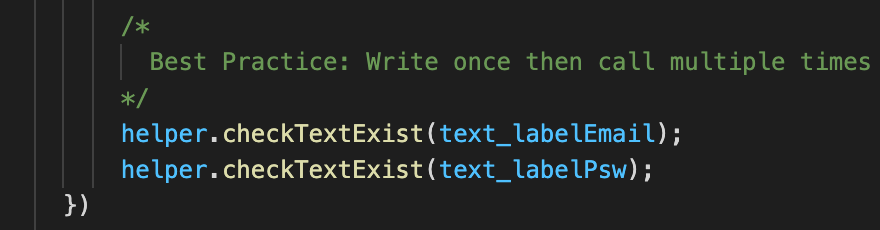 /*
Best Practice: Write once then call multiple times
*/
helper.checkTextExist(text_labelEmail);
helper.checkTextExist(text_labelPsw);
})